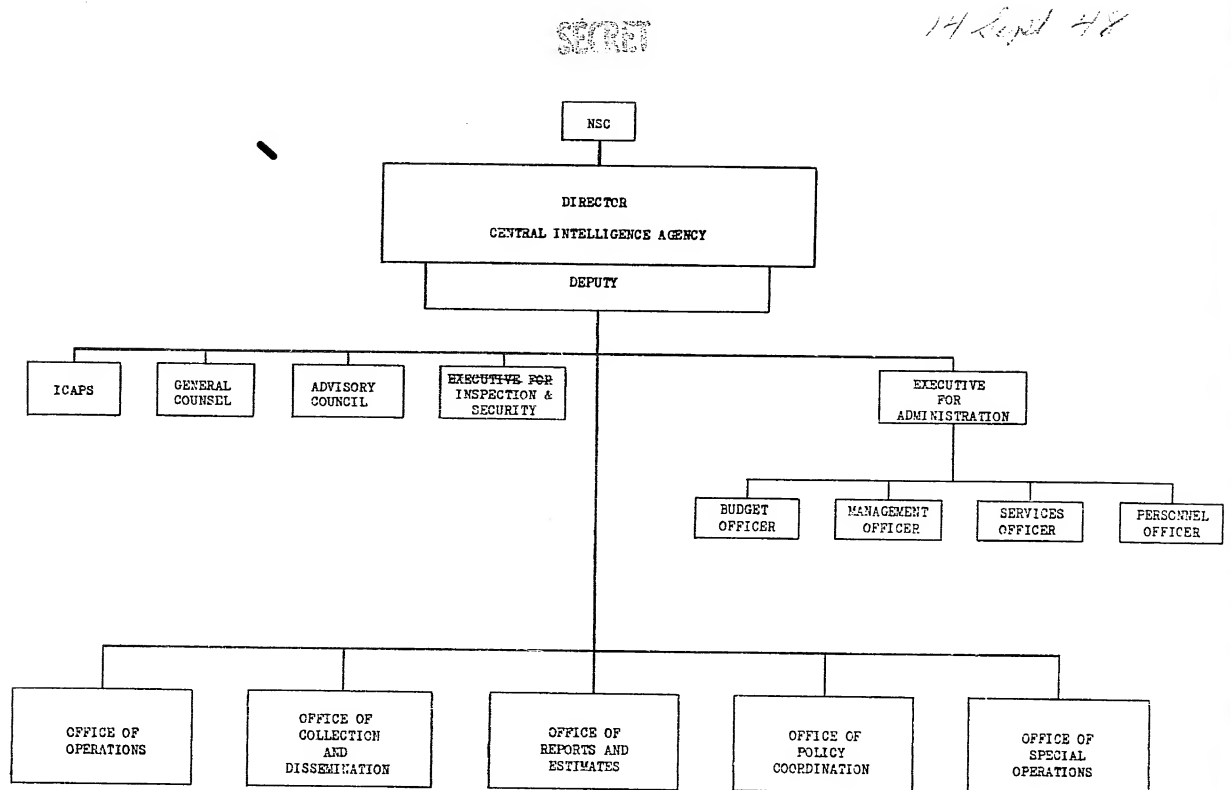 SECRET
14 Sept 48
NSC
DIRECTOR
CENTRAL INTELLIGENCE AGENCY
DEPUTY
ICAPS
GENERAL
COUNSEL
ADVISORY
COUNCIL
EXECUTIVE FOR
INSPECTION &
SECURITY
EXECUTIVE
FOR
ADMINISTRATION
BUDGET
OFFICER
MANAGEMENT
OFFICER
SERVICES
OFFICER
PERSONNEL
OFFICER
OFFICE OF
OPERATIONS
OFFICE OF
COLLECTION
AND
DISSEMINATION
OFFICE OF
REPORTS AND
ESTIMATES
OFFICE OF
POLICY
COORDINATION
OFFICE OF
SPECIAL
OPERATIONS